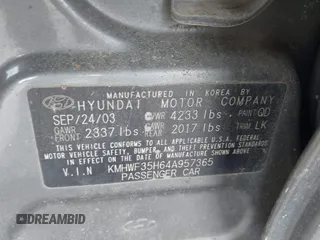 MANUFACTURED IN KOREA BY
HYUNDAI MOTOR COMPANY
SEP/24/03 GVWR 4233 lbs PAINT QD
GAWR FRONT 2337 lbs GAWR REAR 2017 lbs TRIM LK
THIS VEHICLE CONFORMS TO ALL APPLICABLE U.S.A. FEDERAL
MOTOR VEHICLE SAFETY, BUMPER, AND THEFT PREVENTION
STANDARDS IN EFFECT ON THE DATE OF MANUFACTURE SHOWN ABOVE
V.I.N KMHWF35H64A957365
PASSENGER CAR